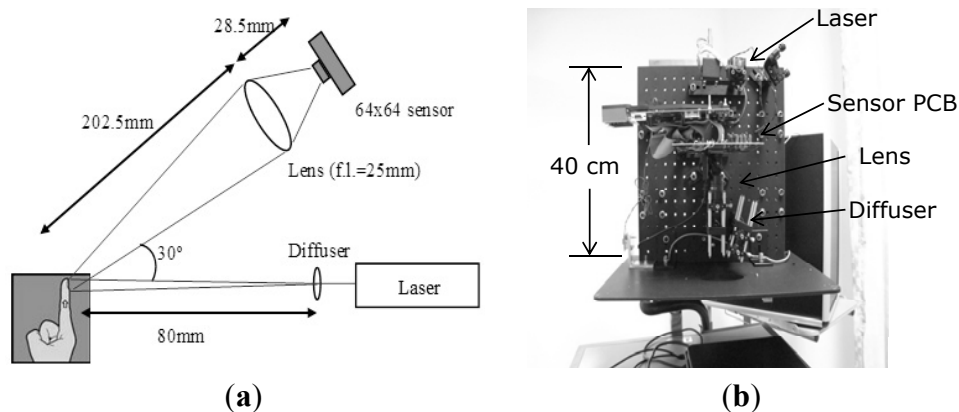 28.5mm
202.5mm
64x64 sensor
Lens (f.l.=25mm)
30°
Diffuser
Laser
80mm
(a)
Laser
Sensor PCB
Lens
40 cm
Diffuser
(b)